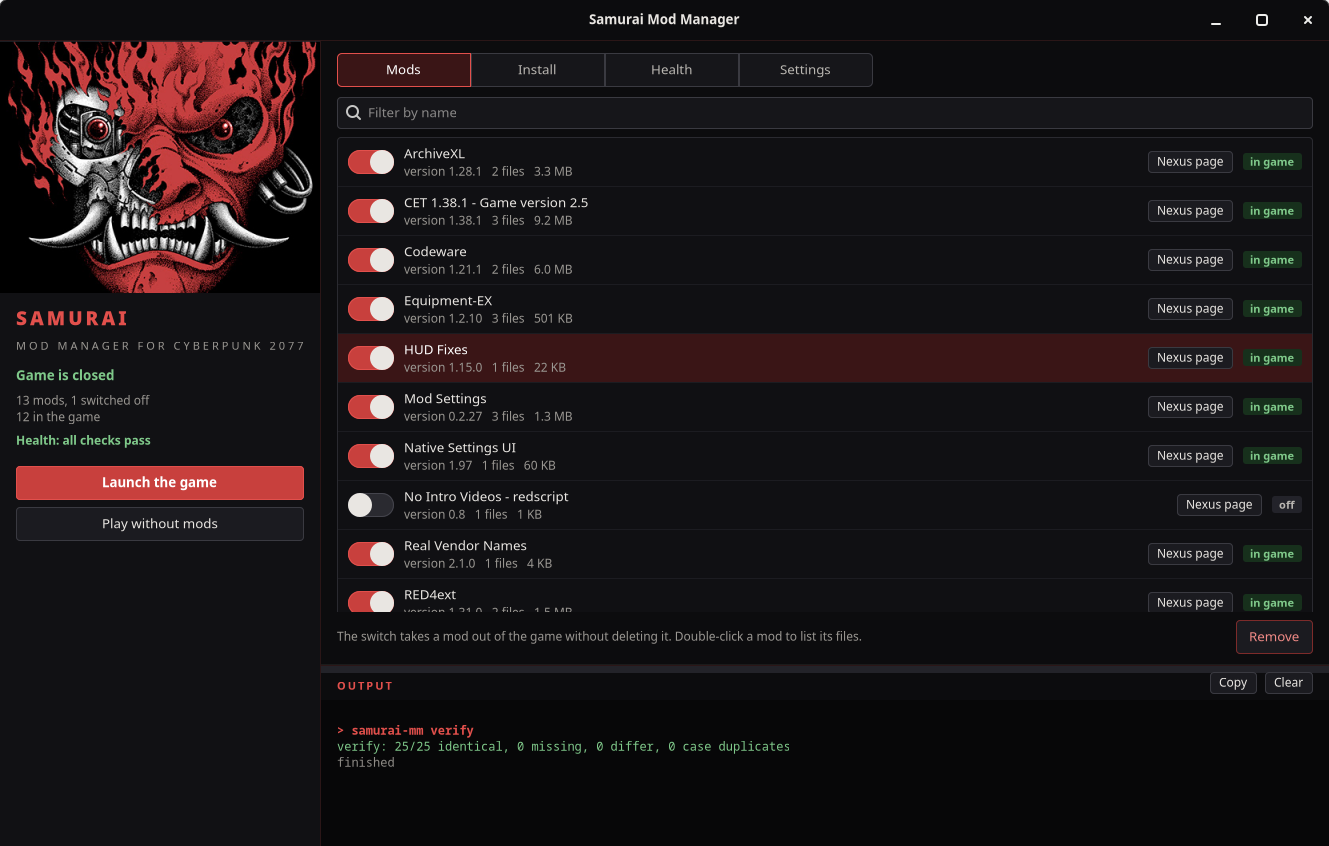 Samurai Mod Manager
SAMURAI
MOD MANAGER FOR CYBERPUNK 2077
Game is closed
13 mods, 1 switched off
12 in the game
Health: all checks pass
Launch the game
Play without mods
Mods Install Health Settings
Filter by name
ArchiveXL
version 1.28.1 2 files 3.3 MB
Nexus page in game
CET 1.38.1 - Game version 2.5
version 1.38.1 3 files 9.2 MB
Nexus page in game
Codeware
version 1.21.1 2 files 6.0 MB
Nexus page in game
Equipment-EX
version 1.2.10 3 files 501 KB
Nexus page in game
HUD Fixes
version 1.15.0 1 files 22 KB
Nexus page in game
Mod Settings
version 0.2.27 3 files 1.3 MB
Nexus page in game
Native Settings UI
version 1.97 1 files 60 KB
Nexus page in game
No Intro Videos - redscript
version 0.8 1 files 1 KB
Nexus page off
Real Vendor Names
version 2.1.0 1 files 4 KB
Nexus page in game
RED4ext
version 1.31.0 2 files 1.5 MB
Nexus page in game
The switch takes a mod out of the game without deleting it. Double-click a mod to list its files.
Remove
OUTPUT
Copy Clear
> samurai-mm verify
verify: 25/25 identical, 0 missing, 0 differ, 0 case duplicates
finished